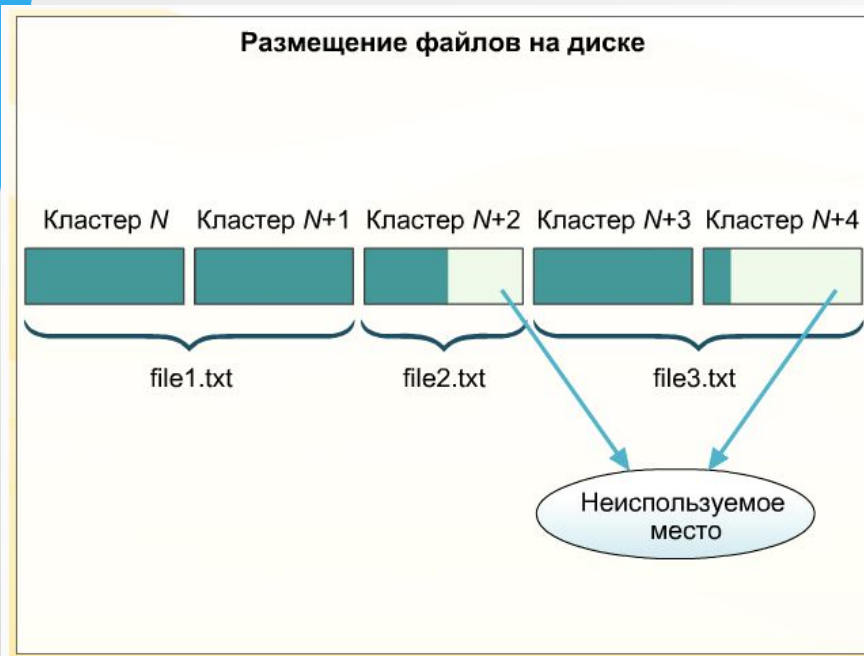 Размещение файлов на диске
Кластер N Кластер N+1 Кластер N+2 Кластер N+3 Кластер N+4
file1.txt file2.txt file3.txt
Неиспользуемое
место